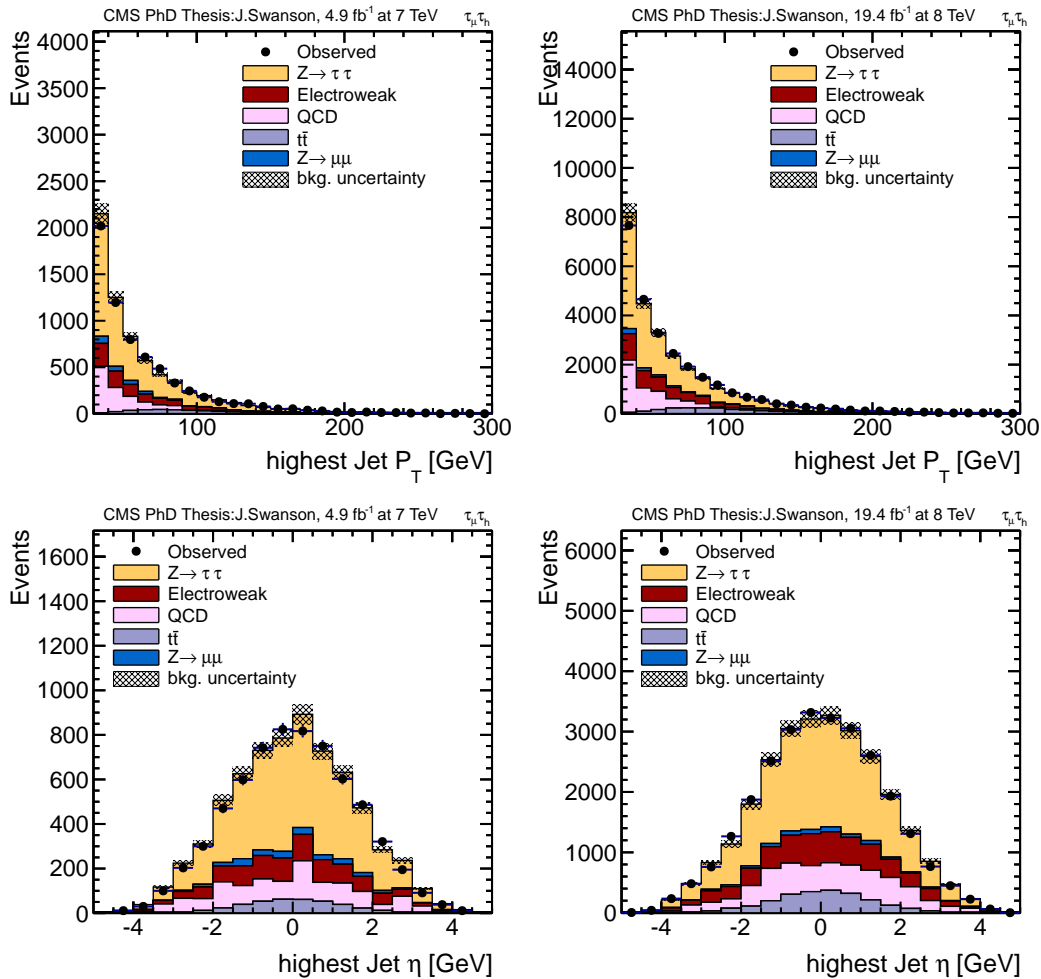 CMS PhD Thesis:J.Swanson, 4.9 fb⁻¹ at 7 TeV τμτh
Events
4000
3500
3000
2500
2000
1500
1000
500
0
Observed
Z→ τ τ
Electroweak
QCD
tt̄
Z→ μμ
bkg. uncertainty
100 200 300
highest Jet P_T [GeV]
CMS PhD Thesis:J.Swanson, 19.4 fb⁻¹ at 8 TeV τμτh
Events
14000
12000
10000
8000
6000
4000
2000
0
Observed
Z→ τ τ
Electroweak
QCD
tt̄
Z→ μμ
bkg. uncertainty
100 200 300
highest Jet P_T [GeV]
CMS PhD Thesis:J.Swanson, 4.9 fb⁻¹ at 7 TeV τμτh
Events
1600
1400
1200
1000
800
600
400
200
0
Observed
Z→ τ τ
Electroweak
QCD
tt̄
Z→ μμ
bkg. uncertainty
-4 -2 0 2 4
highest Jet η [GeV]
CMS PhD Thesis:J.Swanson, 19.4 fb⁻¹ at 8 TeV τμτh
Events
6000
5000
4000
3000
2000
1000
0
Observed
Z→ τ τ
Electroweak
QCD
tt̄
Z→ μμ
bkg. uncertainty
-4 -2 0 2 4
highest Jet η [GeV]